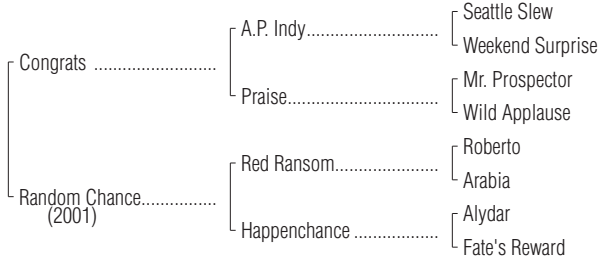 Seattle Slew
A.P. Indy..............................
Weekend Surprise
Congrats ............................
Mr. Prospector
Praise..................................
Wild Applause
Roberto
Red Ransom........................
Arabia
Random Chance.................
(2001)
Alydar
Happenchance ...................
Fate's Reward